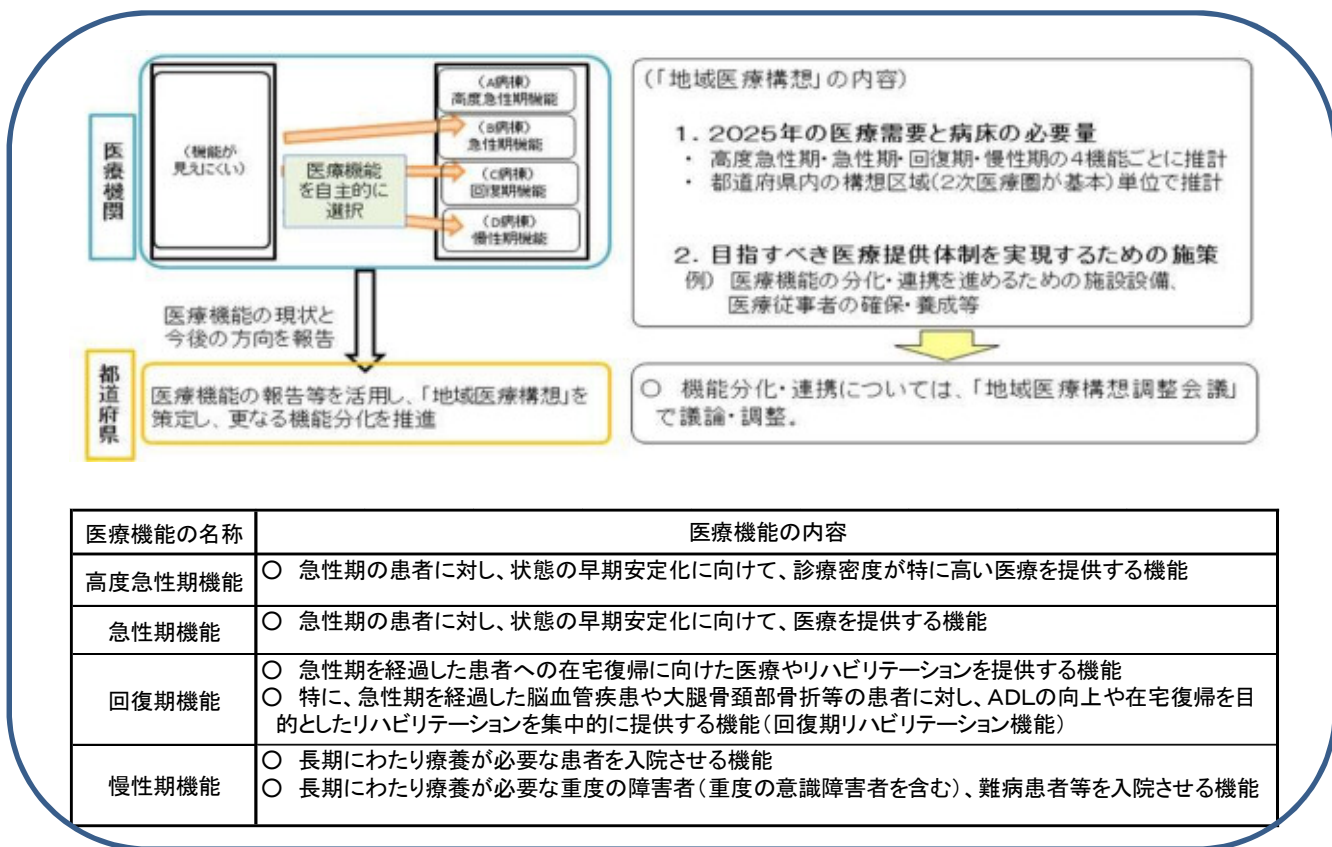 医療機関
(機能が
見えにくい)
医療機能
を自主的に
選択
(A病棟)
高度急性期機能
(B病棟)
急性期機能
(C病棟)
回復期機能
(D病棟)
慢性期機能
医療機能の現状と
今後の方向を報告
都道府県
医療機能の報告等を活用し、「地域医療構想」を
策定し、更なる機能分化を推進
(「地域医療構想」の内容)
1. 2025年の医療需要と病床の必要量
・ 高度急性期・急性期・回復期・慢性期の4機能ごとに推計
・ 都道府県内の構想区域(2次医療圏が基本)単位で推計
2. 目指すべき医療提供体制を実現するための施策
例) 医療機能の分化・連携を進めるための施設設備、
医療従事者の確保・養成等
○ 機能分化・連携については、「地域医療構想調整会議」
で議論・調整。
医療機能の名称 医療機能の内容
高度急性期機能 ○ 急性期の患者に対し、状態の早期安定化に向けて、診療密度が特に高い医療を提供する機能
急性期機能 ○ 急性期の患者に対し、状態の早期安定化に向けて、医療を提供する機能
回復期機能
○ 急性期を経過した患者への在宅復帰に向けた医療やリハビリテーションを提供する機能
○ 特に、急性期を経過した脳血管疾患や大腿骨頚部骨折等の患者に対し、ADLの向上や在宅復帰を目
的としたリハビリテーションを集中的に提供する機能(回復期リハビリテーション機能)
慢性期機能
○ 長期にわたり療養が必要な患者を入院させる機能
○ 長期にわたり療養が必要な重度の障害者(重度の意識障害者を含む)、難病患者等を入院させる機能